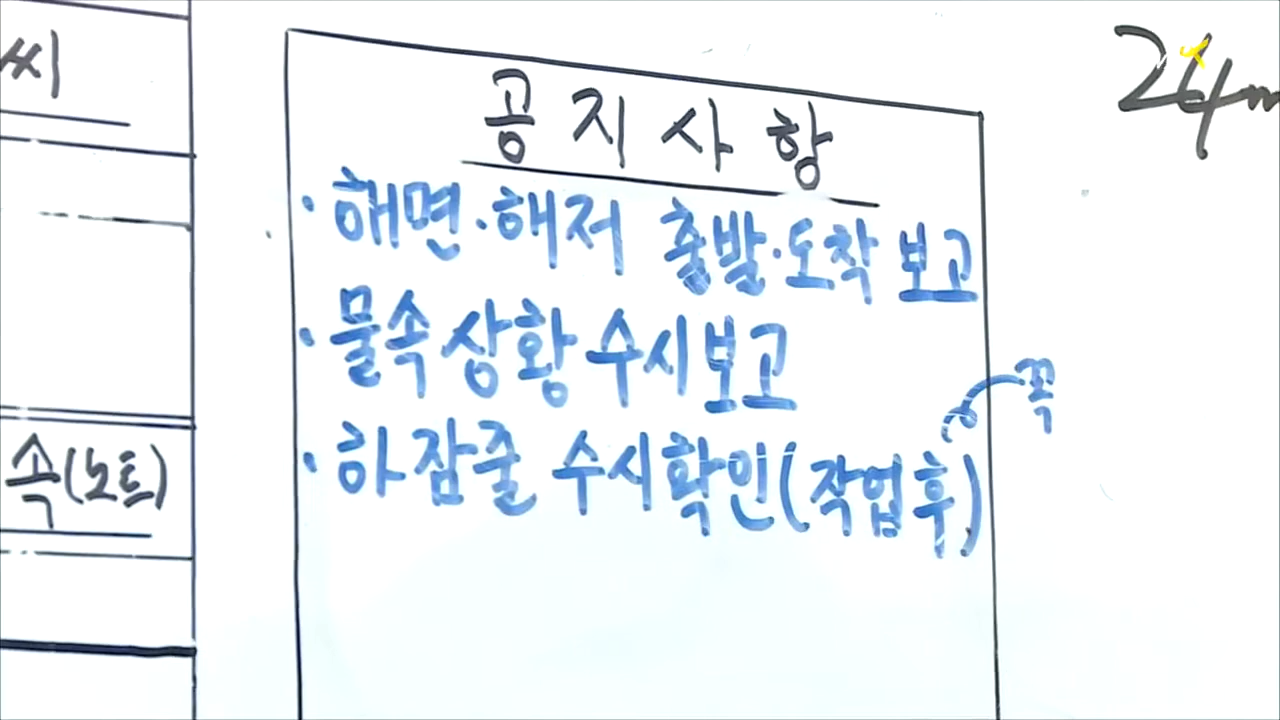 씨
공지사항
· 해면·해저 출발·도착 보고
· 물속 상황 수시보고
꼭
· 하잠줄 수시확인(작업후)
속(노트)
24m